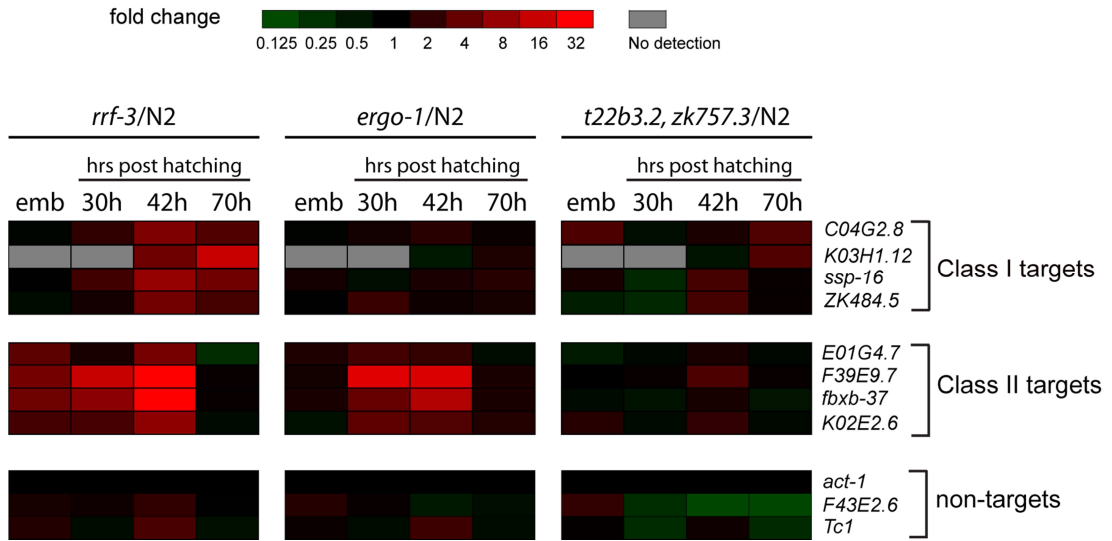 fold change
0.125 0.25 0.5 1 2 4 8 16 32 No detection
rrf-3/N2 ergo-1/N2 t22b3.2, zk757.3/N2
hrs post hatching hrs post hatching hrs post hatching
emb 30h 42h 70h emb 30h 42h 70h emb 30h 42h 70h
C04G2.8
K03H1.12
Class I targets
ssp-16
ZK484.5
E01G4.7
F39E9.7
Class II targets
fbxb-37
K02E2.6
act-1
F43E2.6
non-targets
Tc1